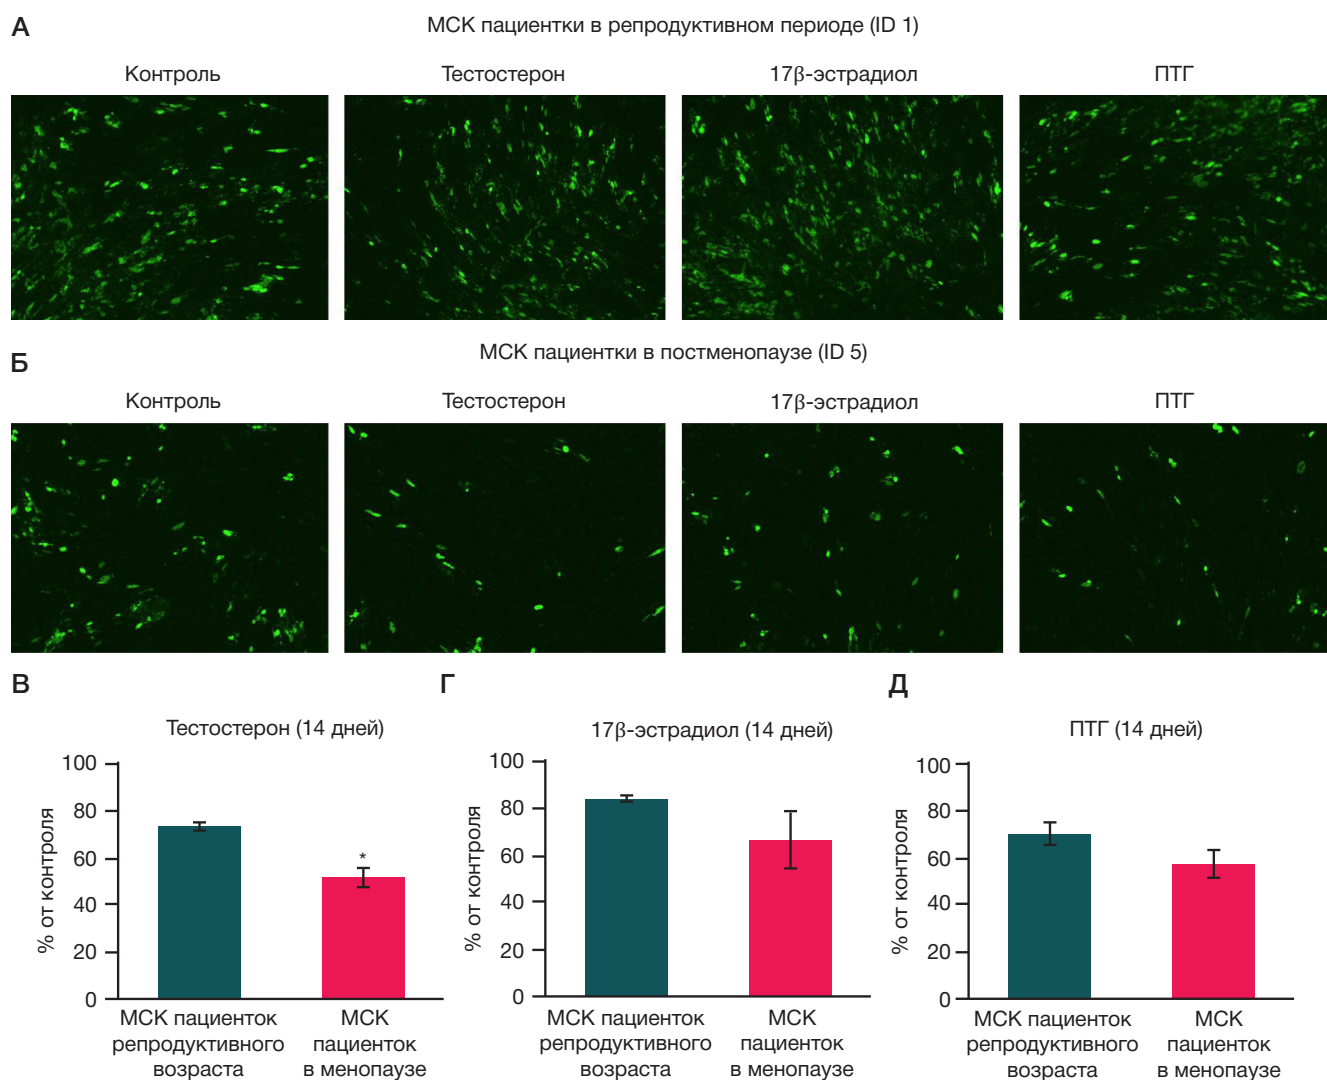 А
МСК пациентки в репродуктивном периоде (ID 1)
Контроль
Тестостерон
17β-эстрадиол
ПТГ
Б
МСК пациентки в постменопаузе (ID 5)
Контроль
Тестостерон
17β-эстрадиол
ПТГ
В
Тестостерон (14 дней)
% от контроля
100
80
60
40
20
0
*
МСК пациенток
репродуктивного
возраста
МСК
пациенток
в менопаузе
Г
17β-эстрадиол (14 дней)
% от контроля
100
80
60
40
20
0
МСК пациенток
репродуктивного
возраста
МСК
пациенток
в менопаузе
Д
ПТГ (14 дней)
% от контроля
100
80
60
40
20
0
МСК пациенток
репродуктивного
возраста
МСК
пациенток
в менопаузе